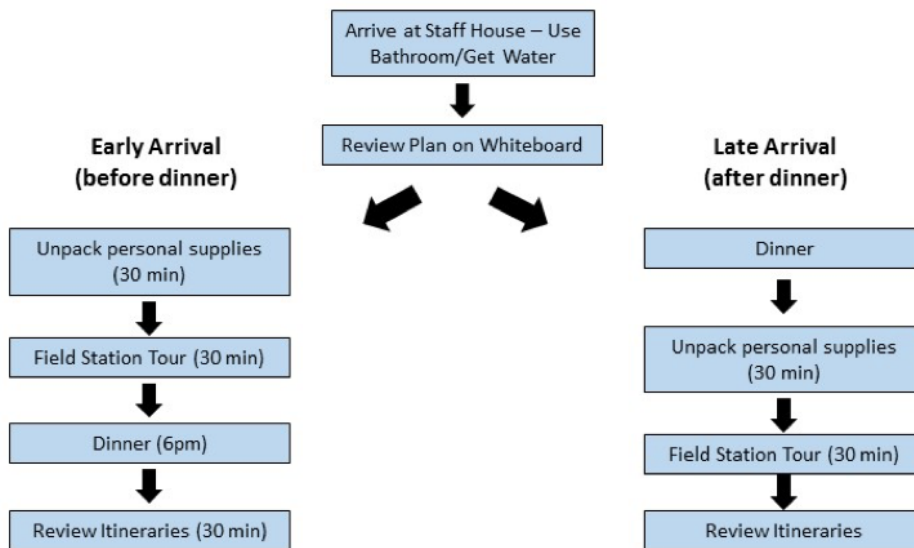 Arrive at Staff House – Use
Bathroom/Get Water
Review Plan on Whiteboard
Early Arrival
(before dinner)
Unpack personal supplies
(30 min)
Field Station Tour (30 min)
Dinner (6pm)
Review Itineraries (30 min)
Late Arrival
(after dinner)
Dinner
Unpack personal supplies
(30 min)
Field Station Tour (30 min)
Review Itineraries